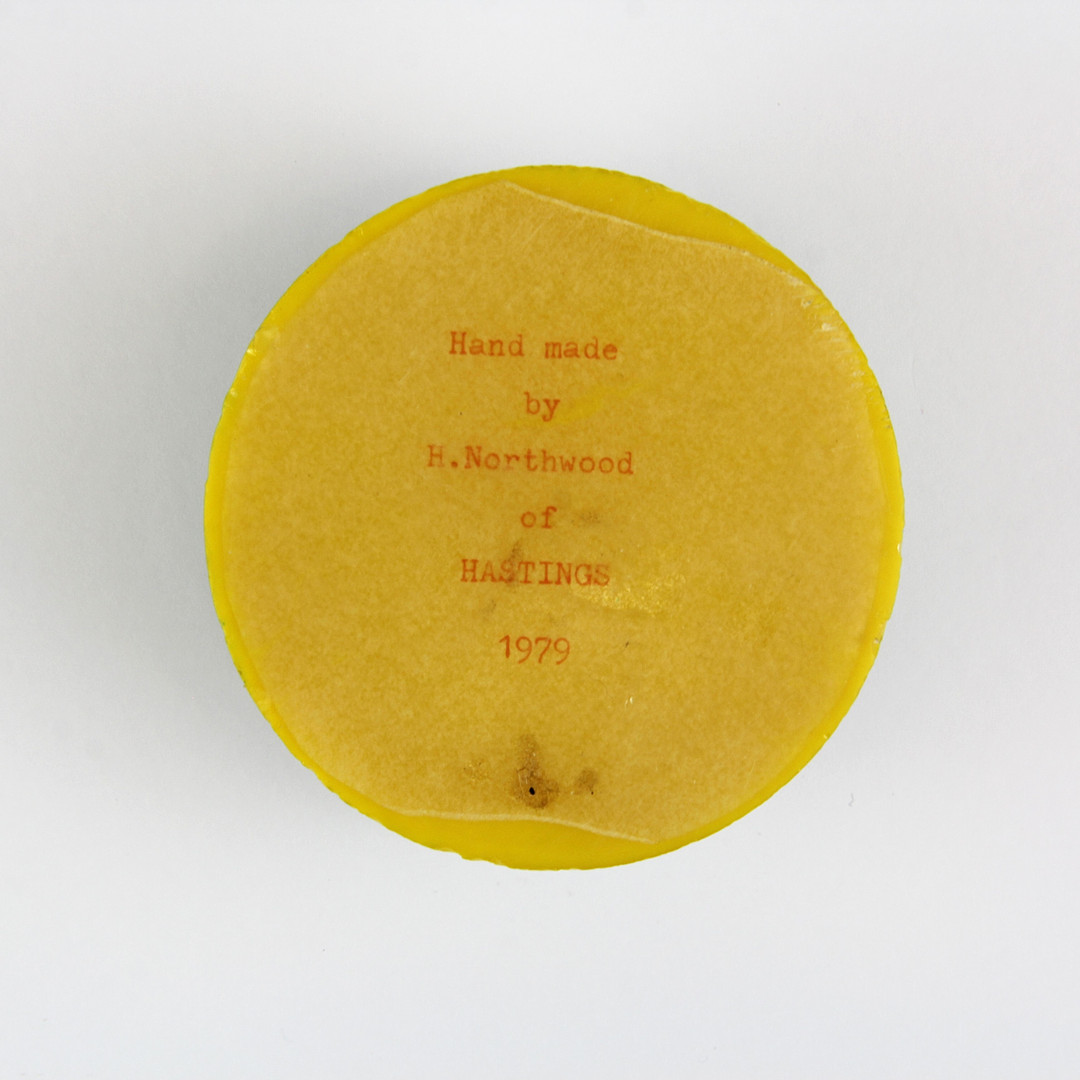 Hand made
by
H.Northwood
of
HASTINGS
1979